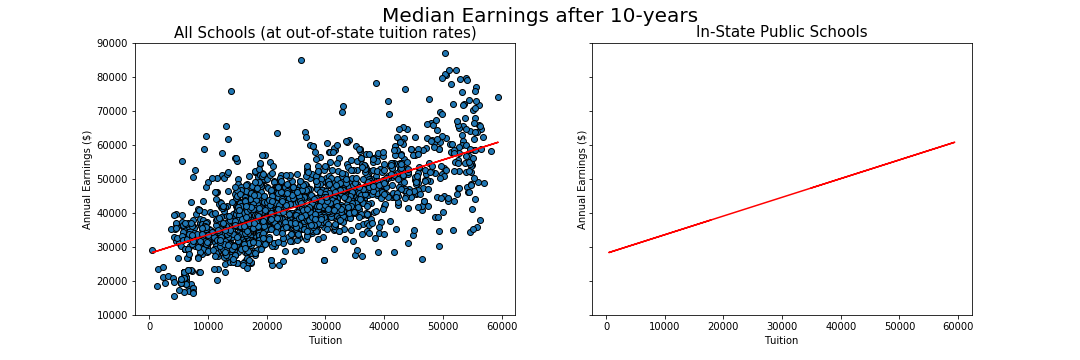 Median Earnings after 10-years
All Schools (at out-of-state tuition rates)
90000
80000
70000
60000
50000
40000
30000
20000
10000
Annual Earnings ($)
0 10000 20000 30000 40000 50000 60000
Tuition
In-State Public Schools
Annual Earnings ($)
0 10000 20000 30000 40000 50000 60000
Tuition